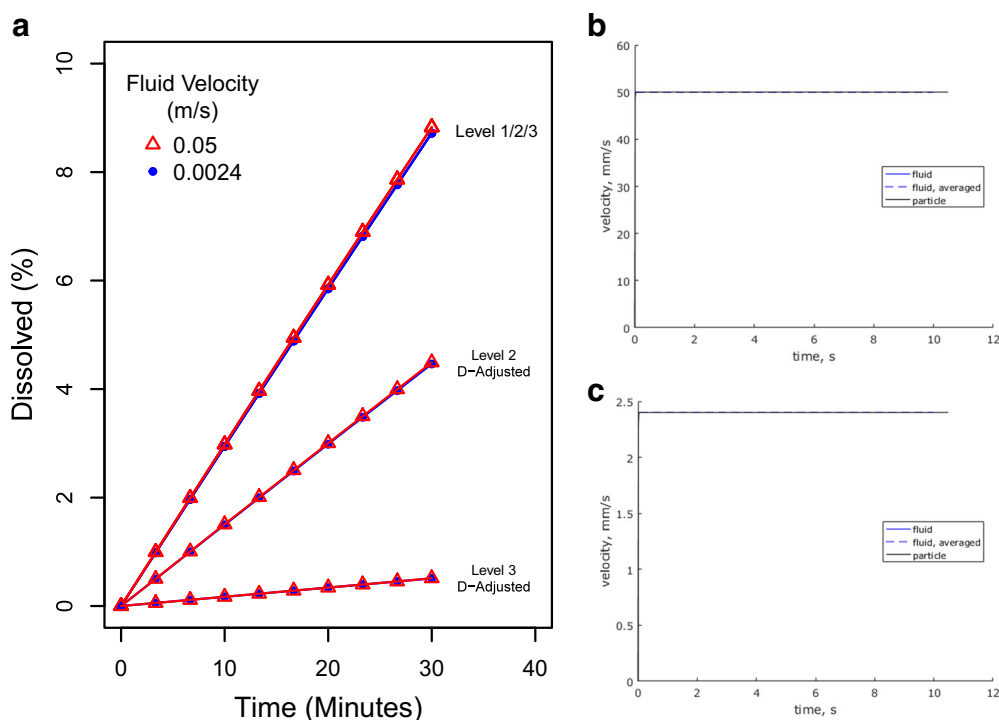 a
Fluid Velocity
(m/s)
0.05
0.0024
Level 1/2/3
Level 2
D−Adjusted
Level 3
D−Adjusted
Dissolved (%)
10
8
6
4
2
0
0 10 20 30 40
Time (Minutes)
b
velocity, mm/s
60
50
40
30
20
10
0
fluid
fluid, averaged
particle
0 2 4 6 8 10 12
time, s
c
velocity, mm/s
2.5
2
1.5
1
0.5
0
fluid
fluid, averaged
particle
0 2 4 6 8 10 12
time, s